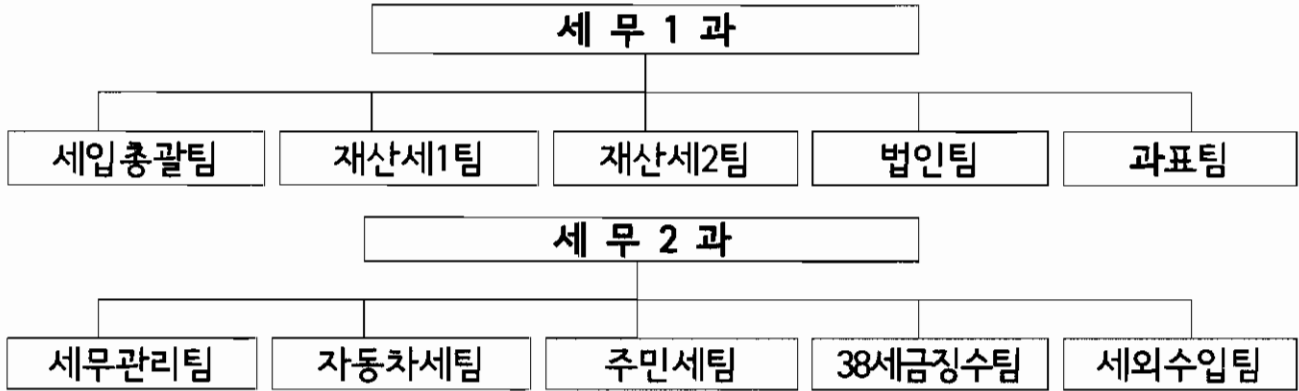 세 무 1 과
세입총괄팀 재산세1팀 재산세2팀 법인팀 과표팀
세 무 2 과
세무관리팀 자동차세팀 주민세팀 38세금징수팀 세외수입팀